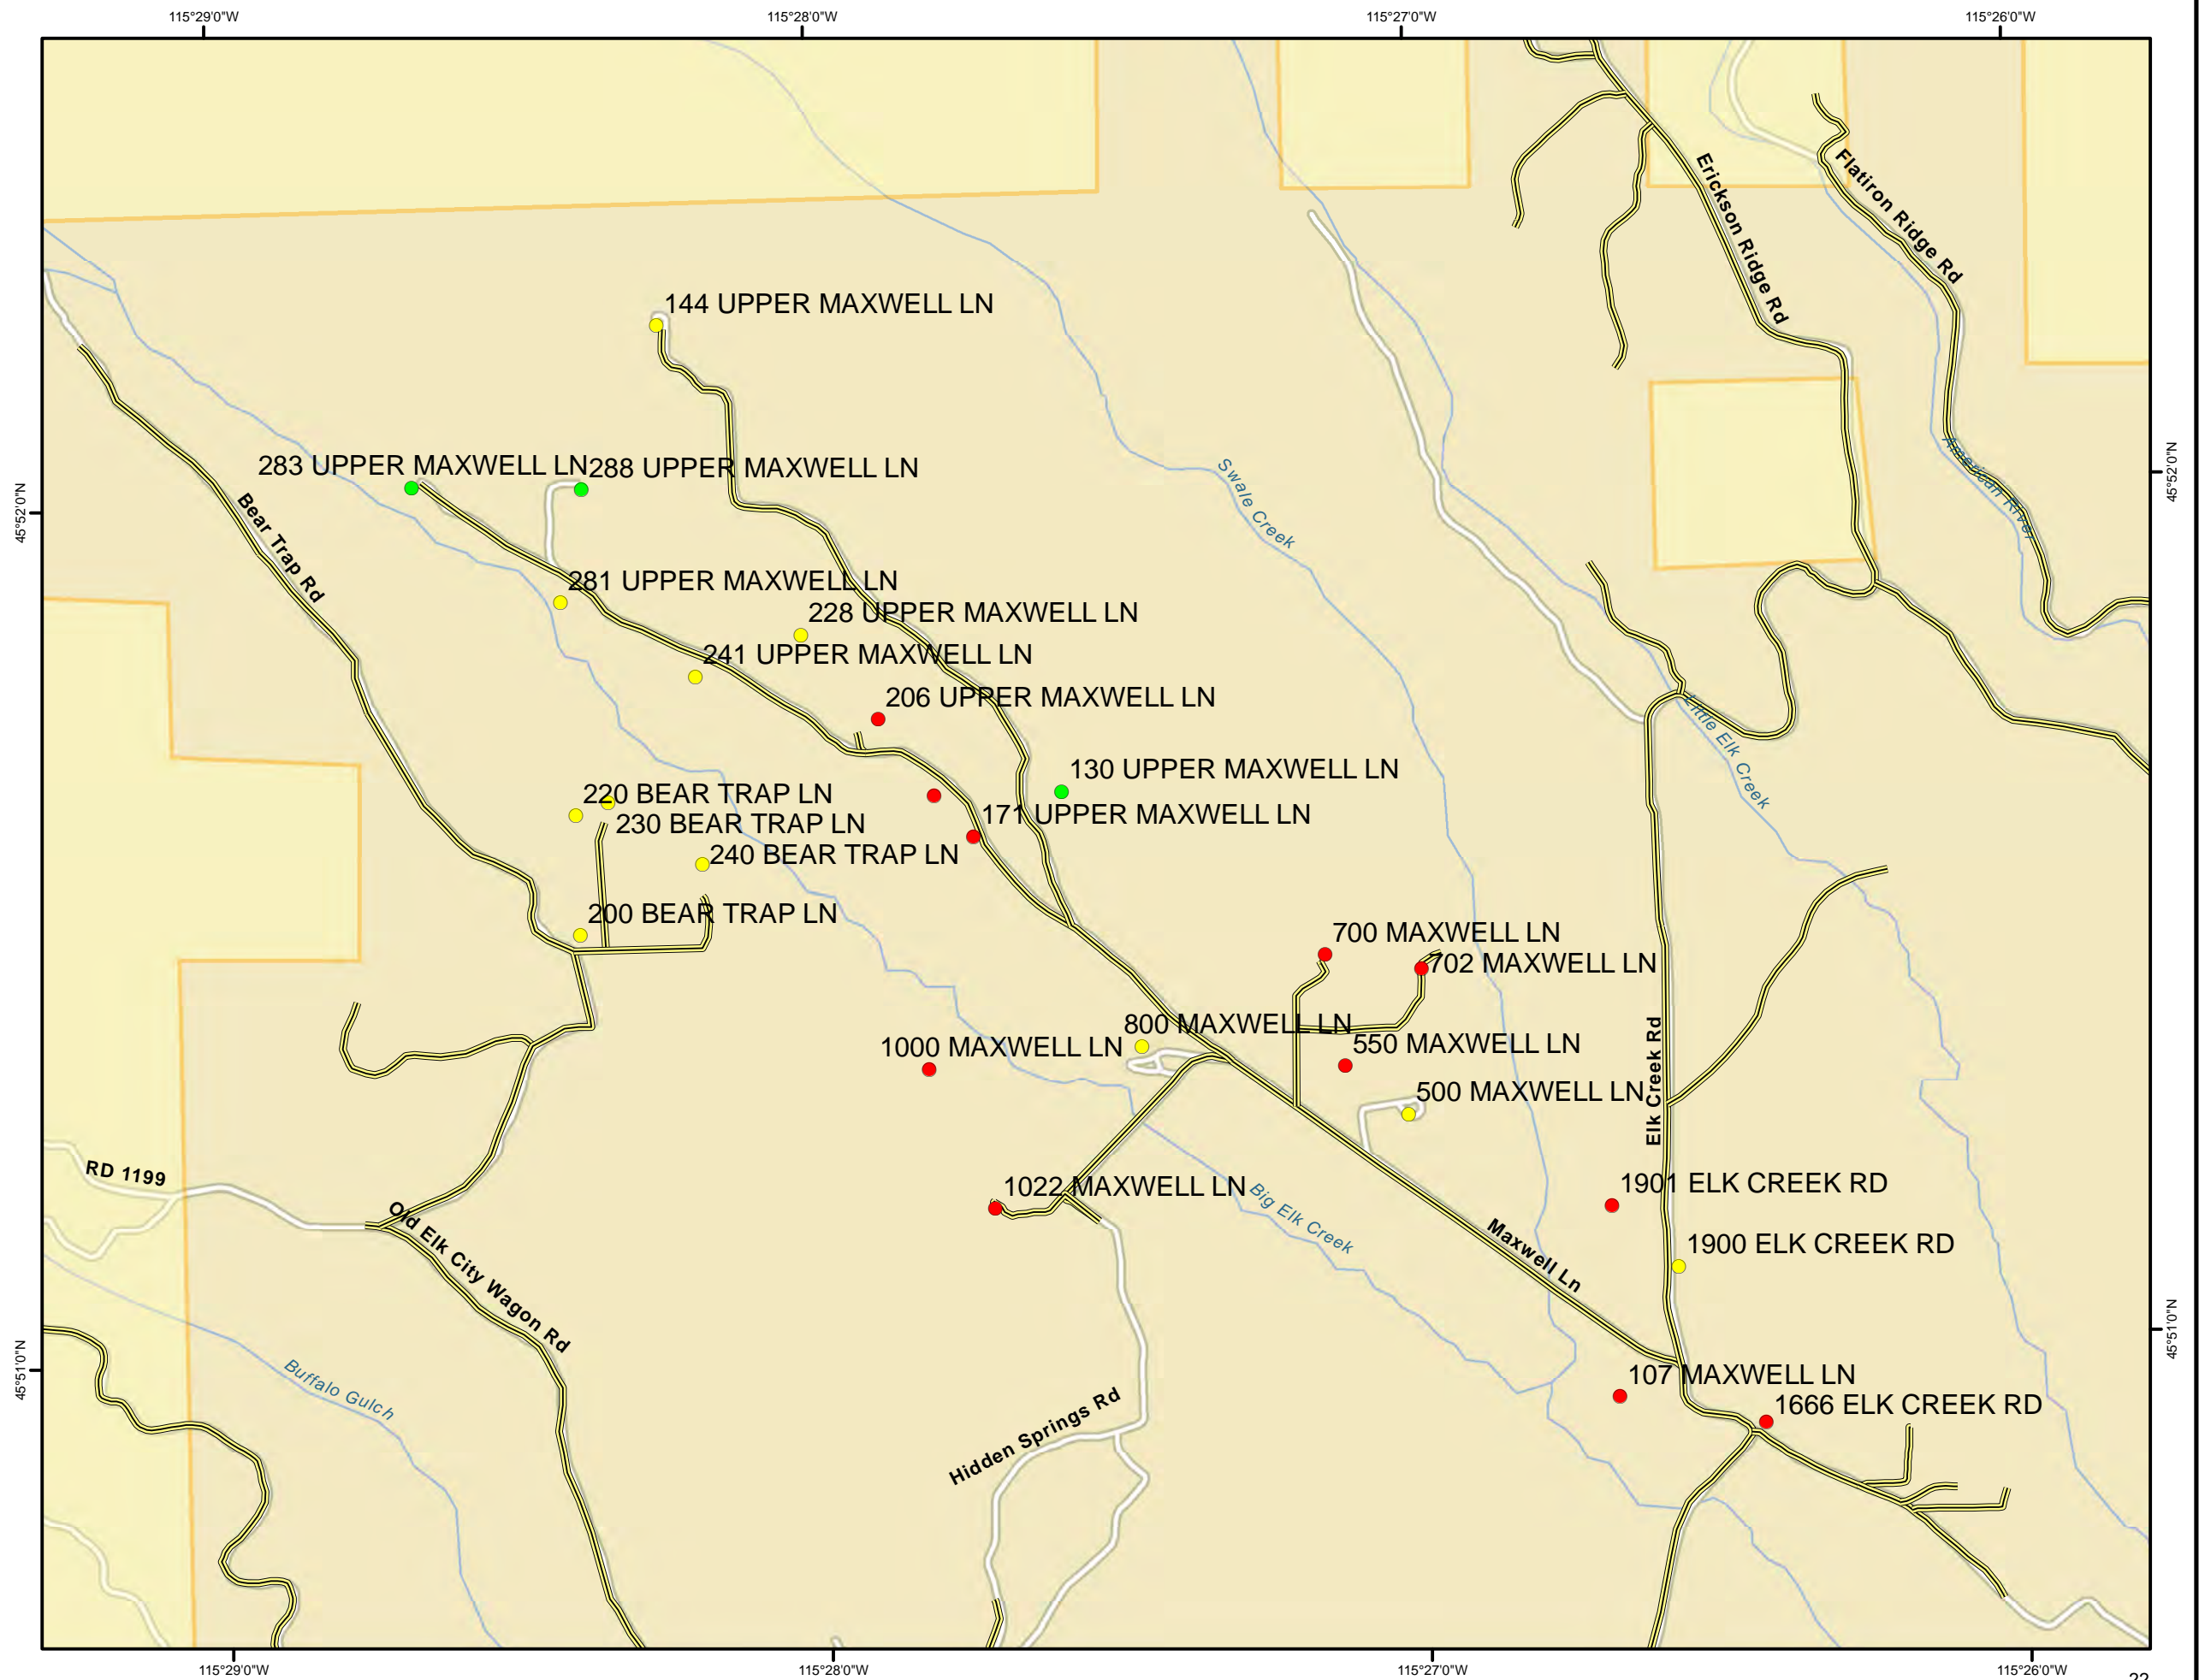 115°29'0"W
115°28'0"W
115°27'0"W
115°26'0"W
Erickson Ridge Rd
Flatiron Ridge Rd
144 UPPER MAXWELL LN
283 UPPER MAXWELL LN
288 UPPER MAXWELL LN
Swale Creek
American River
45°52'0"N
45°52'0"N
Bear Trap Rd
281 UPPER MAXWELL LN
228 UPPER MAXWELL LN
241 UPPER MAXWELL LN
206 UPPER MAXWELL LN
Little Elk Creek
130 UPPER MAXWELL LN
220 BEAR TRAP LN
171 UPPER MAXWELL LN
230 BEAR TRAP LN
240 BEAR TRAP LN
200 BEAR TRAP LN
700 MAXWELL LN
702 MAXWELL LN
800 MAXWELL LN
1000 MAXWELL LN
550 MAXWELL LN
500 MAXWELL LN
Elk Creek Rd
RD 1199
1022 MAXWELL LN
1901 ELK CREEK RD
Big Elk Creek
1900 ELK CREEK RD
Maxwell Ln
Old Elk City Wagon Rd
45°51'0"N
45°51'0"N
Buffalo Gulch
107 MAXWELL LN
1666 ELK CREEK RD
Hidden Springs Rd
115°29'0"W
115°28'0"W
115°27'0"W
115°26'0"W